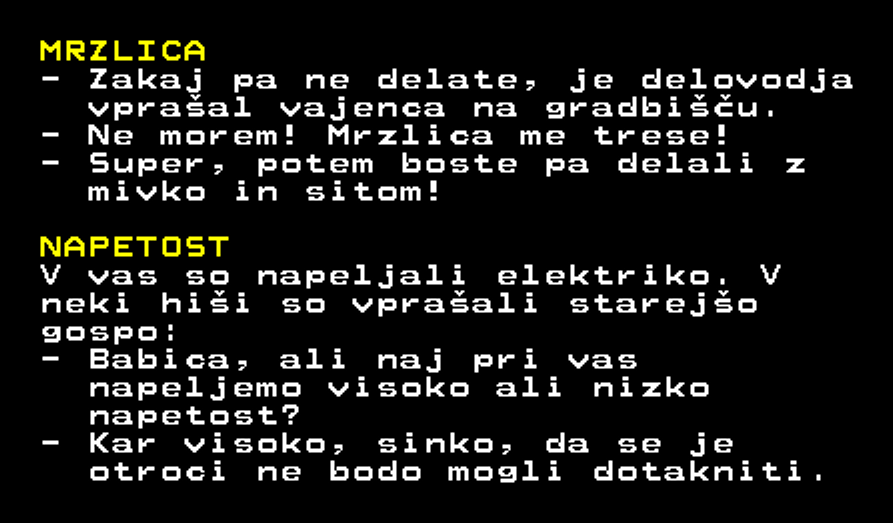 MRZLICA
- Zakaj pa ne delate, je delovodja
vprašal vajenca na gradbišču.
- Ne morem! Mrzlica me trese!
- Super, potem boste pa delali z
mivko in sitom!
NAPETOST
V vas so napeljali elektriko. V
neki hiši so vprašali starejšo
gospo:
- Babica, ali naj pri vas
napeljemo visoko ali nizko
napetost?
- Kar visoko, sinko, da se je
otroci ne bodo mogli dotakniti.